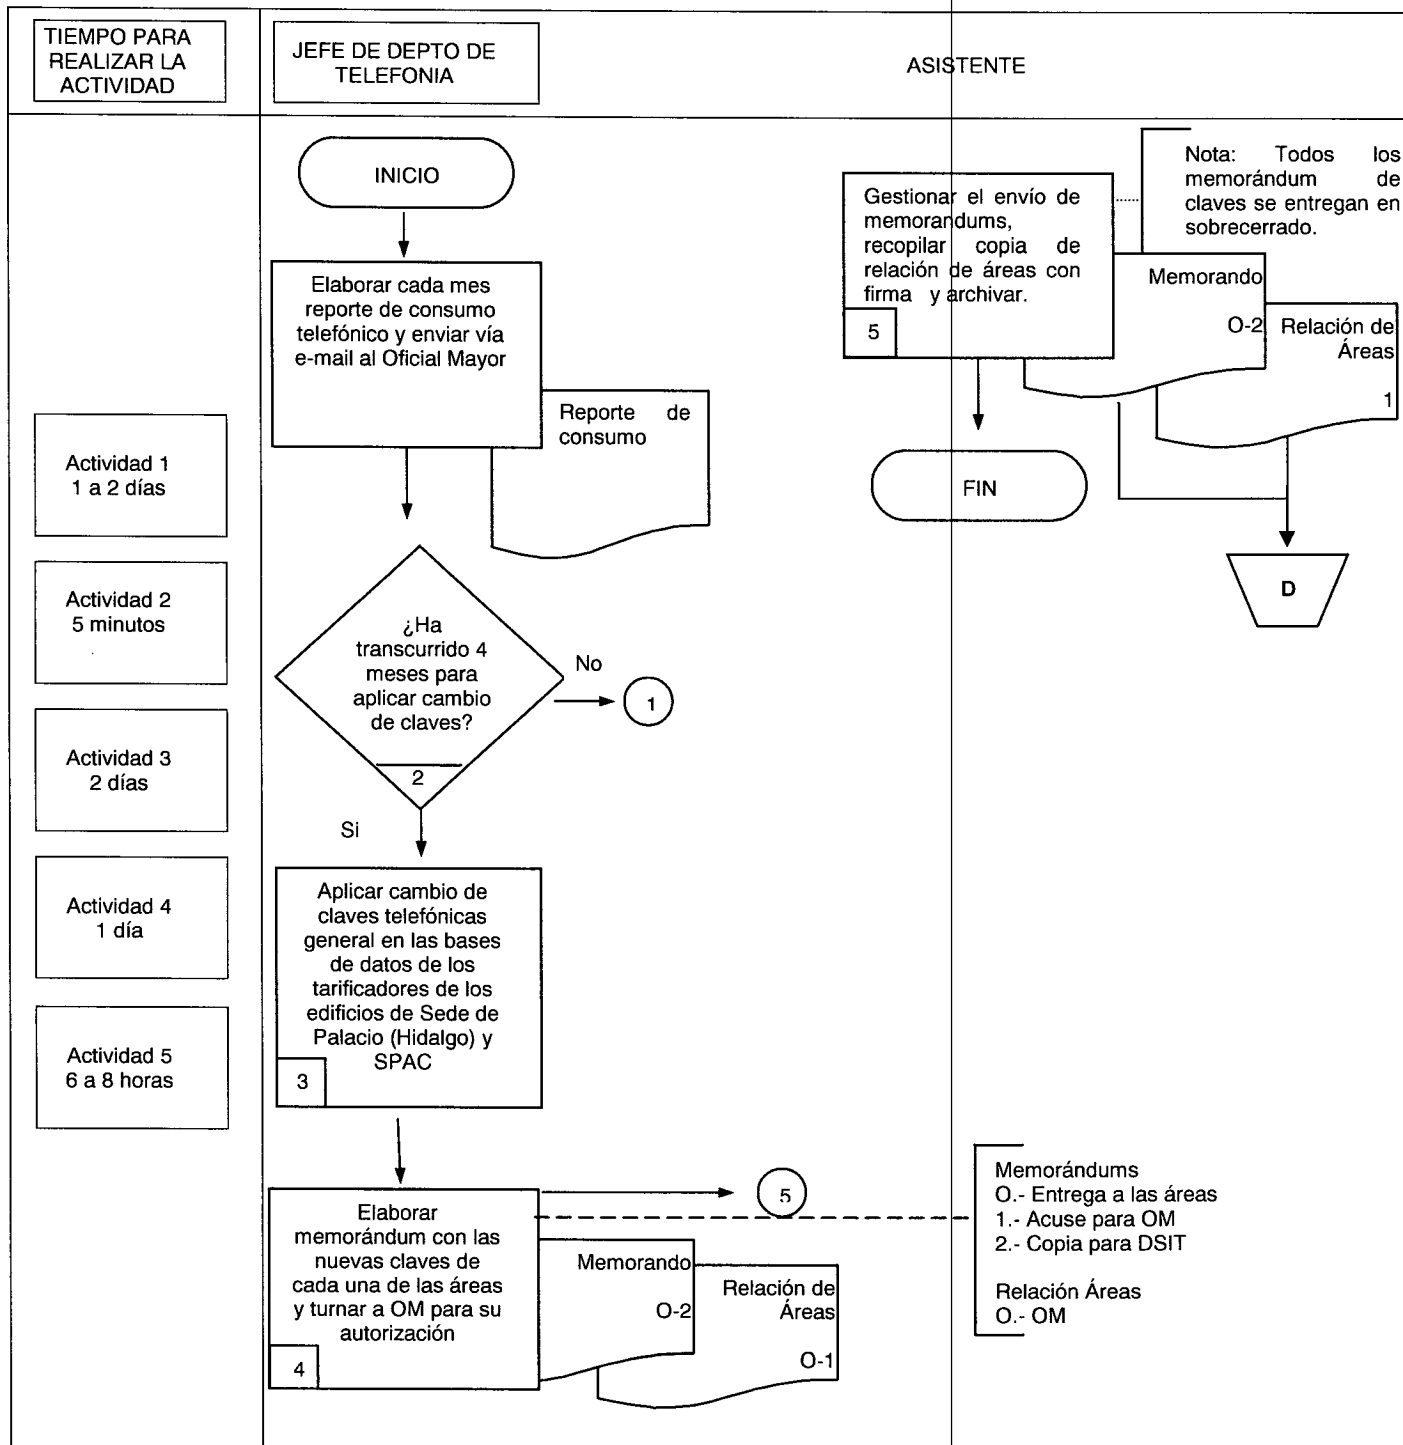 TIEMPO PARA
REALIZAR LA
ACTIVIDAD
JEFE DE DEPTO DE
TELEFONIA
ASISTENTE
INICIO
Elaborar cada mes
reporte de consumo
telefónico y enviar vía
e-mail al Oficial Mayor
Reporte de
consumo
¿Ha
transcurrido 4
meses para
aplicar cambio
de claves?
2
No
1
Si
Aplicar cambio de
claves telefónicas
general en las bases
de datos de los
tarificadores de los
edificios de Sede de
Palacio (Hidalgo) y
SPAC
3
Elaborar
memorándum con las
nuevas claves de
cada una de las áreas
y turnar a OM para su
autorización
4
5
Memorando
O-2
Relación de
Áreas
O-1
Actividad 1
1 a 2 días
Actividad 2
5 minutos
Actividad 3
2 días
Actividad 4
1 día
Actividad 5
6 a 8 horas
Gestionar el envío de
memorandums,
recopilar copia de
relación de áreas con
firma y archivar.
5
Nota: Todos los
memorándum de
claves se entregan en
sobrecerrado.
Memorando
O-2
Relación de
Áreas
1
FIN
D
Memorándums
O.- Entrega a las áreas
1.- Acuse para OM
2.- Copia para DSIT
Relación Áreas
O.- OM